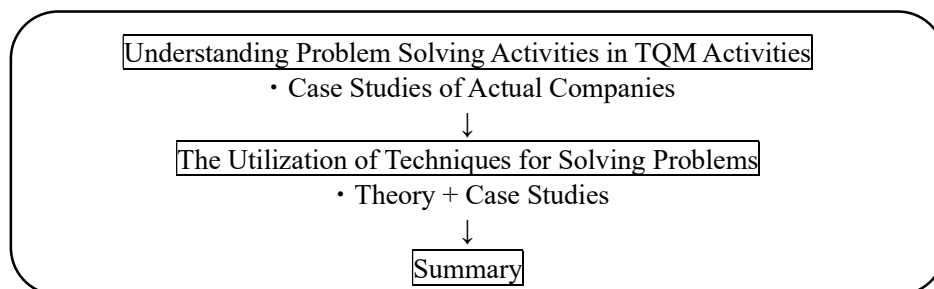 Understanding Problem Solving Activities in TQM Activities
・Case Studies of Actual Companies
↓
The Utilization of Techniques for Solving Problems
・Theory + Case Studies
↓
Summary